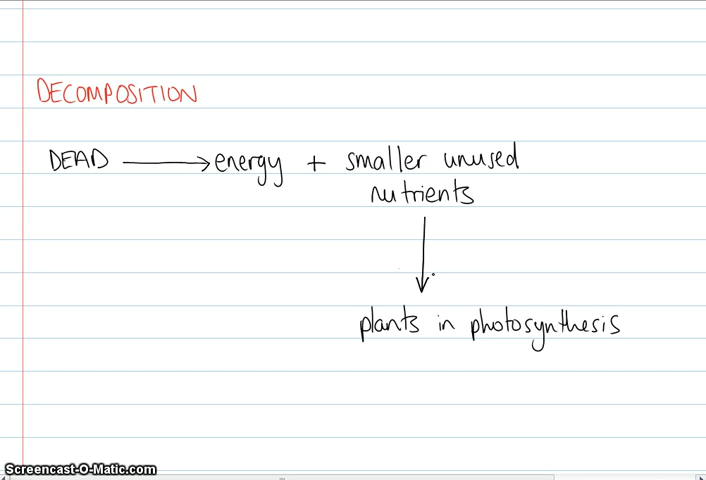 DECOMPOSITION
DEAD → energy + smaller unused
nutrients
↓
plants in photosynthesis
Screencast-O-Matic.com